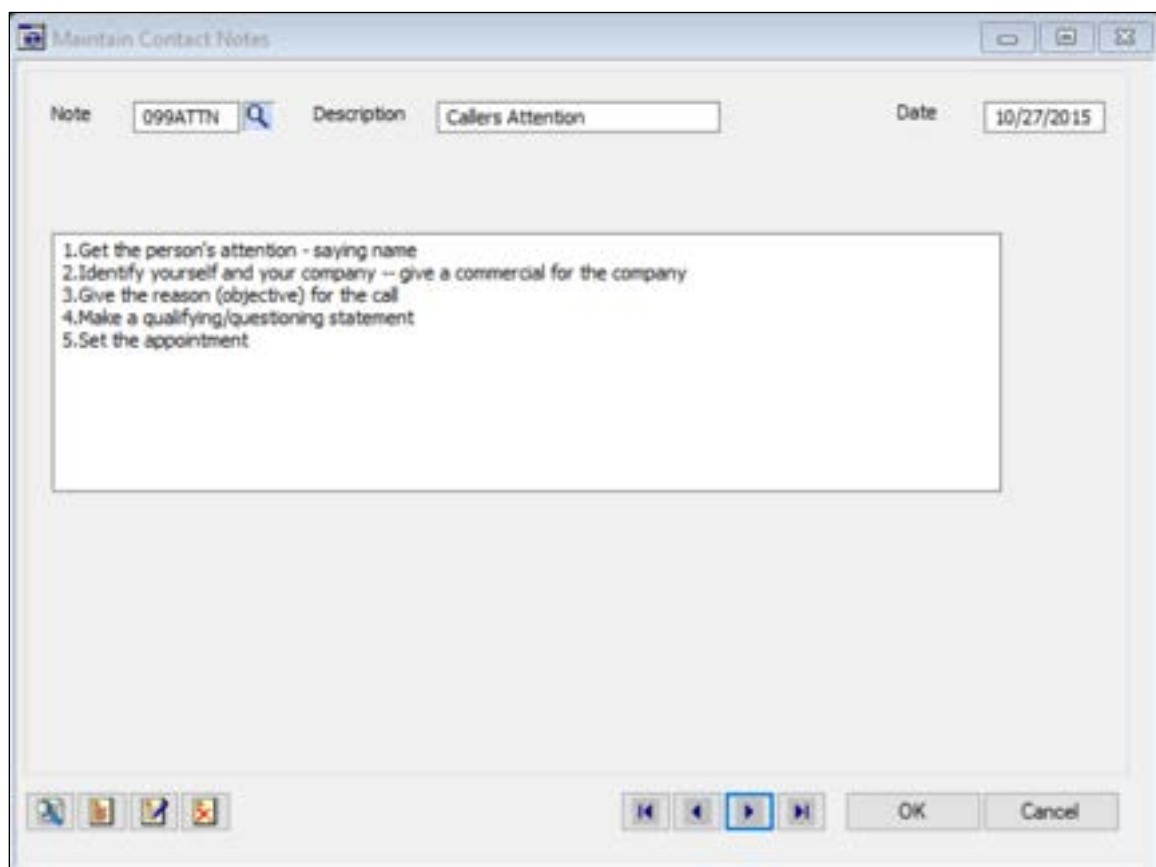 Maintain Contact Notes
Note 099ATTN Description Callers Attention Date 10/27/2015
1.Get the person's attention - saying name
2.Identify yourself and your company -- give a commercial for the company
3.Give the reason (objective) for the call
4.Make a qualifying/questioning statement
5.Set the appointment
OK Cancel